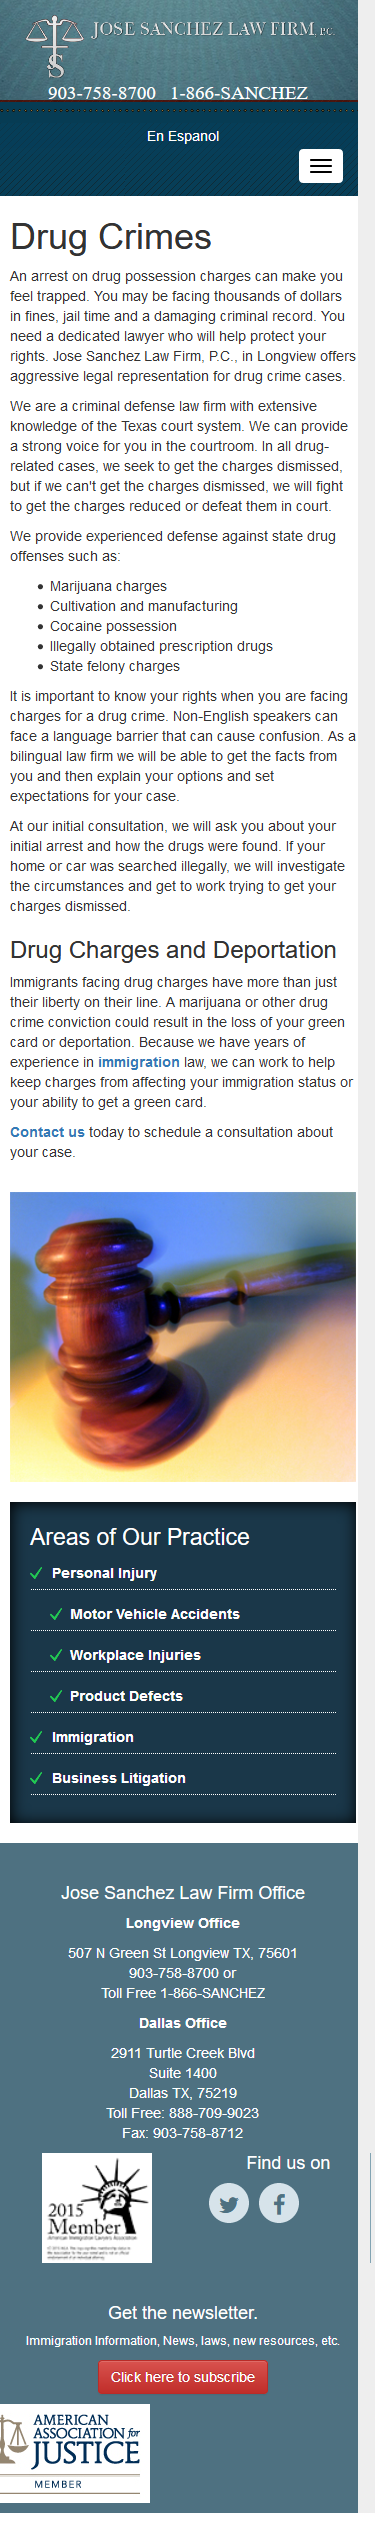 JOSE SANCHEZ LAW FIRM, P.C.
903-758-8700 1-866-SANCHEZ
En Espanol
Drug Crimes
An arrest on drug possession charges can make you
feel trapped. You may be facing thousands of dollars
in fines, jail time and a damaging criminal record. You
need a dedicated lawyer who will help protect your
rights. Jose Sanchez Law Firm, P.C., in Longview offers
aggressive legal representation for drug crime cases.
We are a criminal defense law firm with extensive
knowledge of the Texas court system. We can provide
a strong voice for you in the courtroom. In all drug-
related cases, we seek to get the charges dismissed,
but if we can't get the charges dismissed, we will fight
to get the charges reduced or defeat them in court.
We provide experienced defense against state drug
offenses such as:
• Marijuana charges
• Cultivation and manufacturing
• Cocaine possession
• Illegally obtained prescription drugs
• State felony charges
It is important to know your rights when you are facing
charges for a drug crime. Non-English speakers can
face a language barrier that can cause confusion. As a
bilingual law firm we will be able to get the facts from
you and then explain your options and set
expectations for your case.
At our initial consultation, we will ask you about your
initial arrest and how the drugs were found. If your
home or car was searched illegally, we will investigate
the circumstances and get to work trying to get your
charges dismissed.
Drug Charges and Deportation
Immigrants facing drug charges have more than just
their liberty on their line. A marijuana or other drug
crime conviction could result in the loss of your green
card or deportation. Because we have years of
experience in immigration law, we can work to help
keep charges from affecting your immigration status or
your ability to get a green card.
Contact us today to schedule a consultation about
your case.
Areas of Our Practice
Personal Injury
Motor Vehicle Accidents
Workplace Injuries
Product Defects
Immigration
Business Litigation
Jose Sanchez Law Firm Office
Longview Office
507 N Green St Longview TX, 75601
903-758-8700 or
Toll Free 1-866-SANCHEZ
Dallas Office
2911 Turtle Creek Blvd
Suite 1400
Dallas TX, 75219
Toll Free: 888-709-9023
Fax: 903-758-8712
2015
Member
American Immigration Lawyers Association
Find us on
Get the newsletter.
Immigration Information, News, laws, new resources, etc.
Click here to subscribe
AMERICAN
ASSOCIATION for
JUSTICE
MEMBER